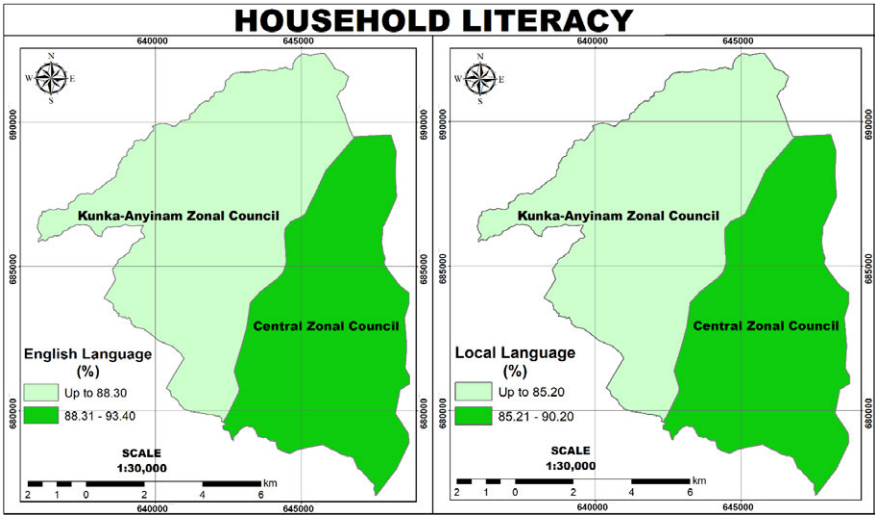 HOUSEHOLD LITERACY
640000 645000
N
W E
S
690000
685000
680000
Kunka-Anyinam Zonal Council
Central Zonal Council
English Language
(%)
Up to 88.30
88.31 - 93.40
SCALE
1:30,000
2 1 0 2 4 6 km
640000 645000
690000
685000
680000
640000 645000
N
W E
S
Kunka-Anyinam Zonal Council
Central Zonal Council
Local Language
(%)
Up to 85.20
85.21 - 90.20
SCALE
1:30,000
2 1 0 2 4 6 km
640000 645000
690000
685000
680000